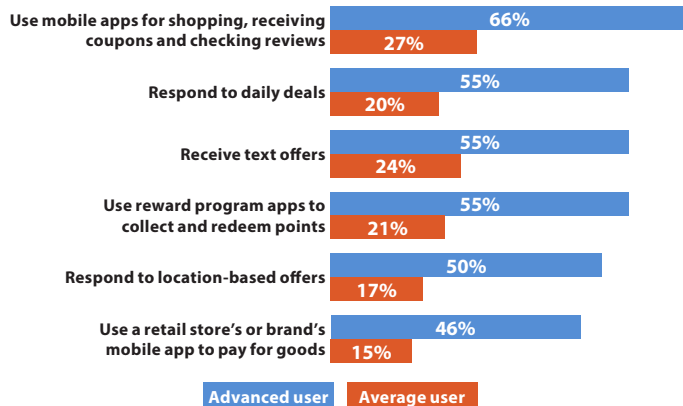 Use mobile apps for shopping, receiving
coupons and checking reviews
66%
27%
Respond to daily deals
55%
20%
Receive text offers
55%
24%
Use reward program apps to
collect and redeem points
55%
21%
Respond to location-based offers
50%
17%
Use a retail store’s or brand’s
mobile app to pay for goods
46%
15%
Advanced user
Average user